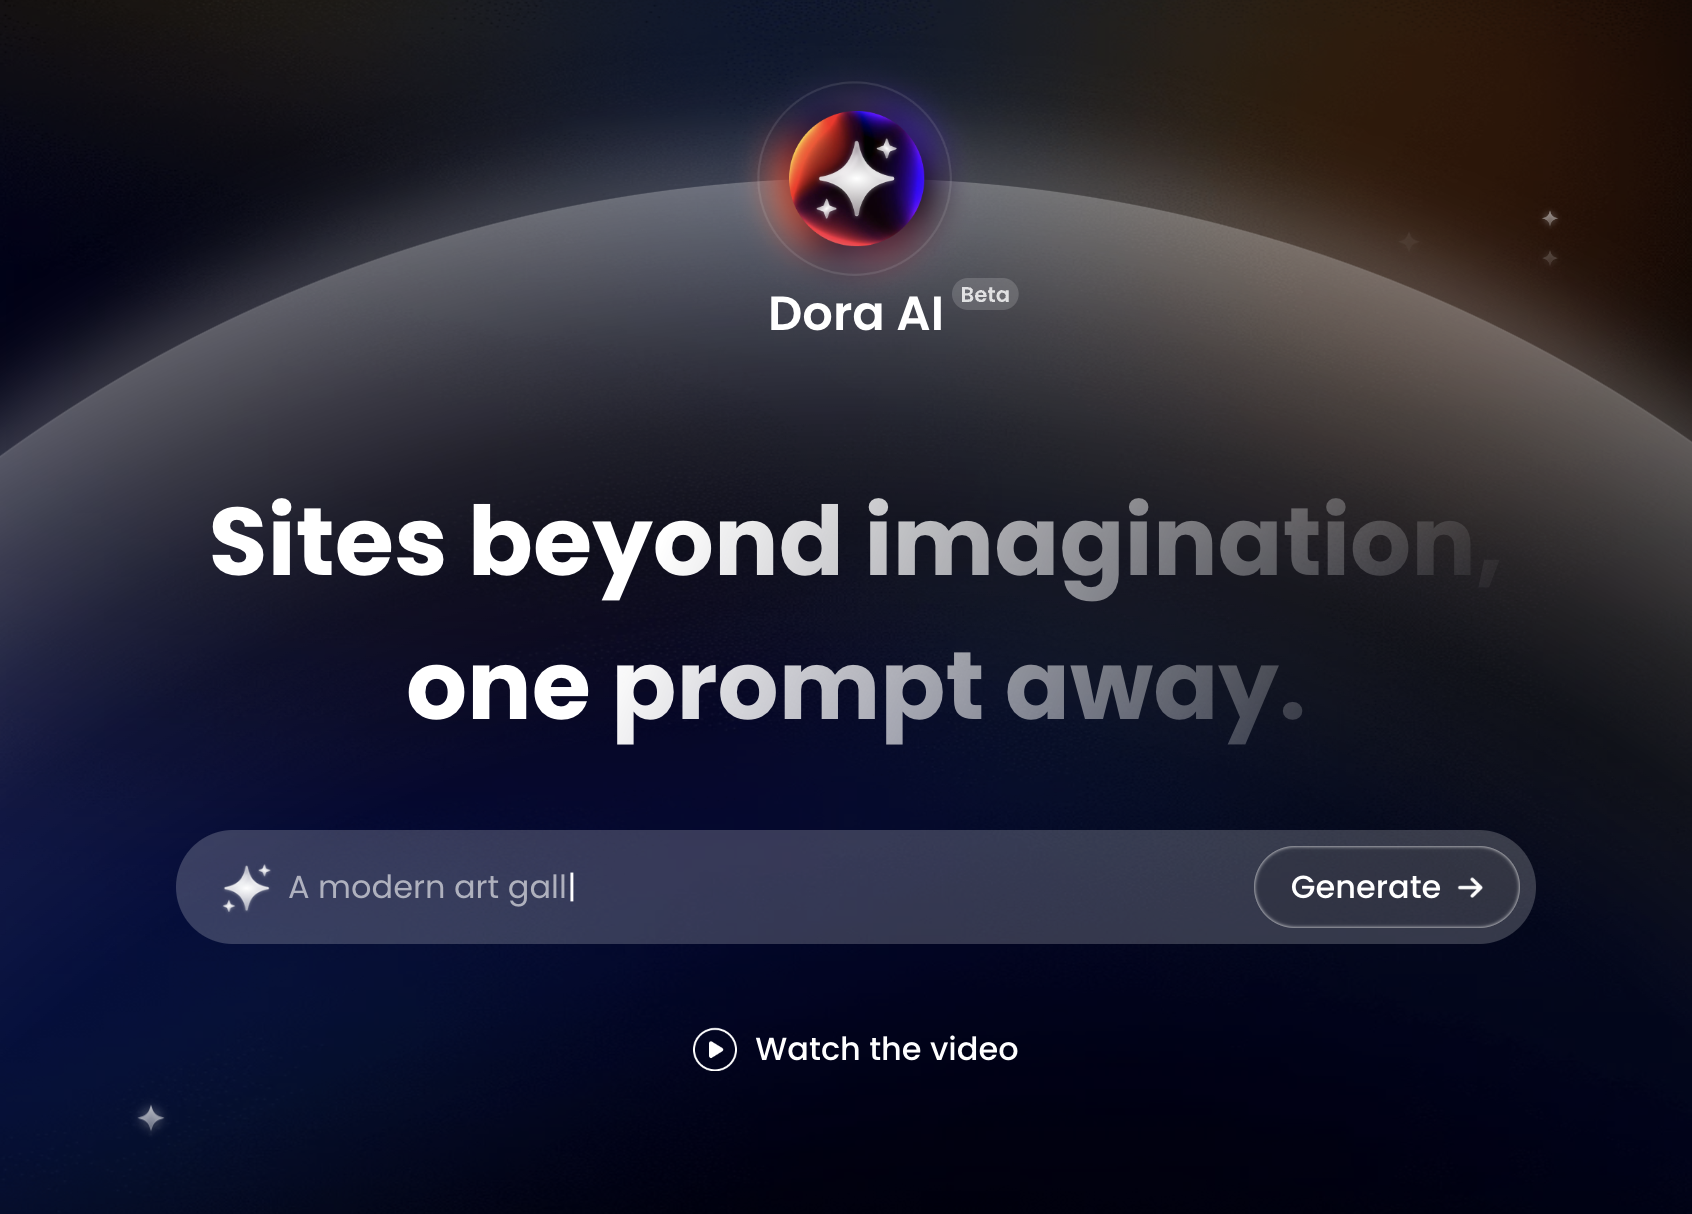 Dora AI Beta
Sites beyond imagination,
one prompt away.
A modern art gall
Generate
Watch the video